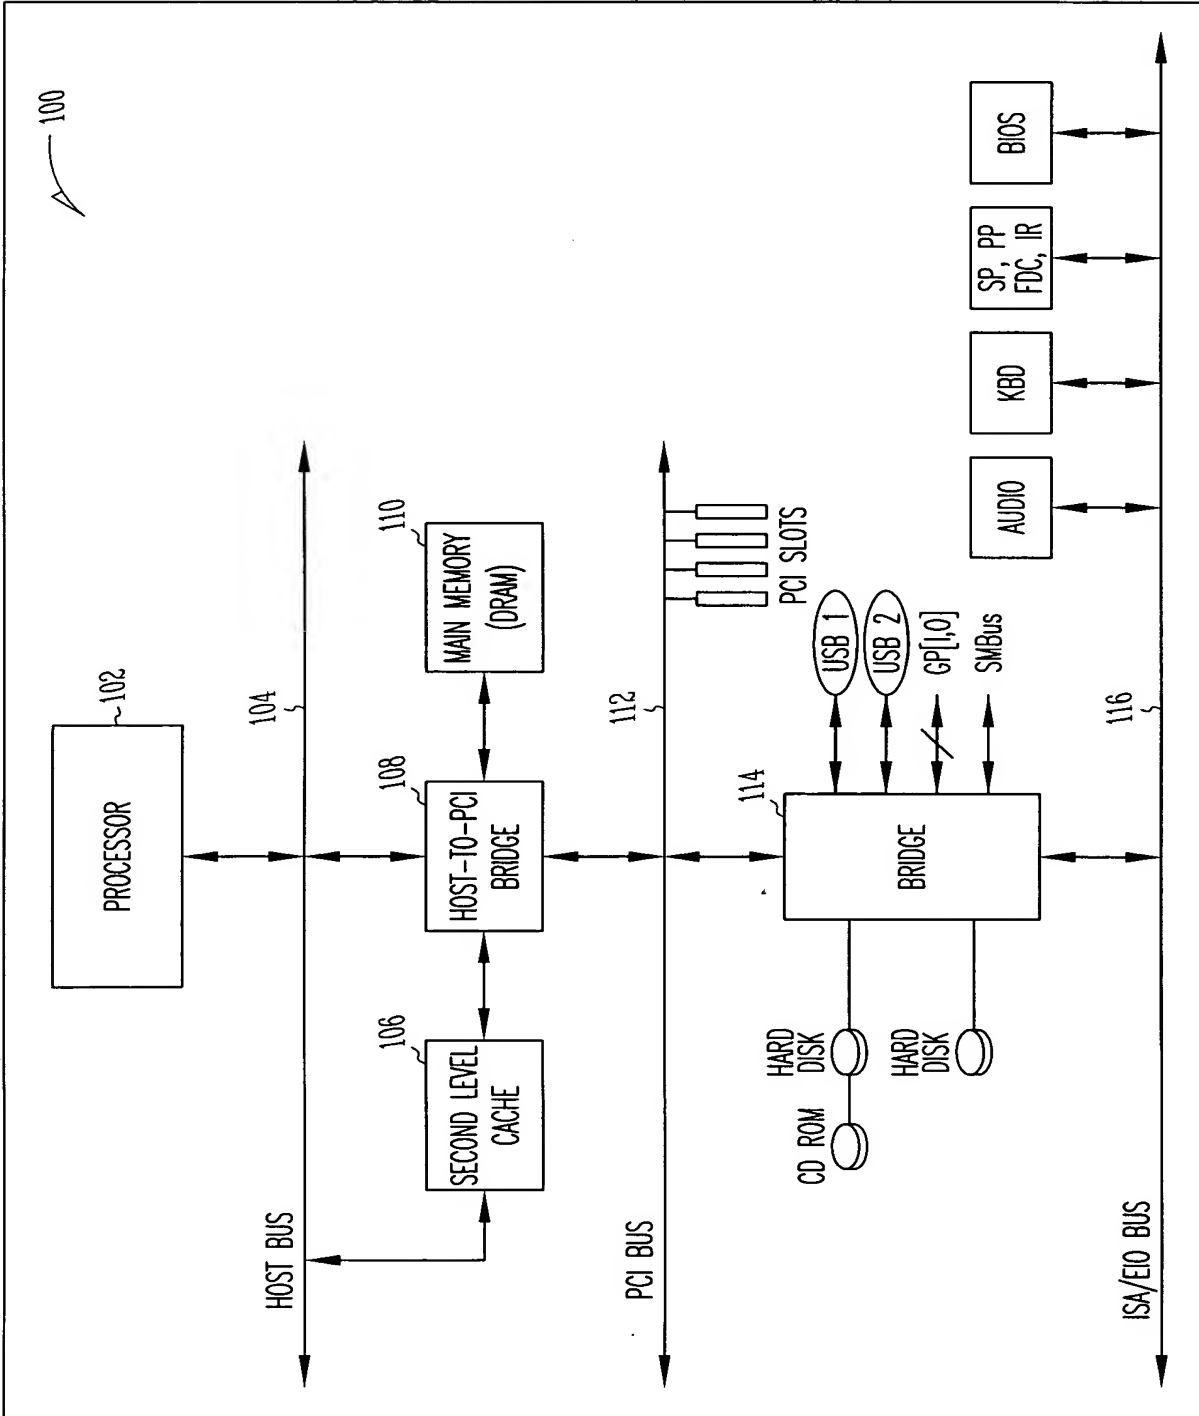 100
102
PROCESSOR
HOST BUS
104
106
SECOND LEVEL
CACHE
108
HOST-TO-PCI
BRIDGE
110
MAIN MEMORY
(DRAM)
PCI BUS
112
PCI SLOTS
CD ROM
HARD
DISK
HARD
DISK
114
BRIDGE
USB 1
USB 2
GP[I,O]
SMBus
AUDIO
KBD
SP, PP
FDC, IR
BIOS
ISA/EIO BUS
116